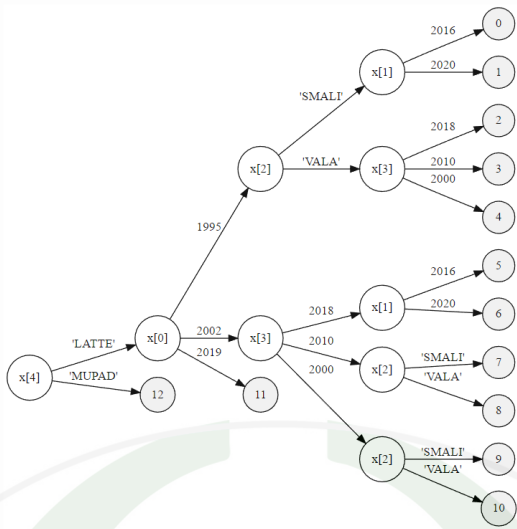 2016
0
x[1]
2020
1
'SMALI'
2018
2
x[2]
'VALA'
x[3]
2010
3
2000
4
1995
2016
5
2018
x[1]
2020
6
'LATTE'
x[0]
2002
x[3]
2010
2019
2000
x[2]
'SMALI'
7
'VALA'
8
x[4]
'MUPAD'
12
11
x[2]
'SMALI'
9
'VALA'
10